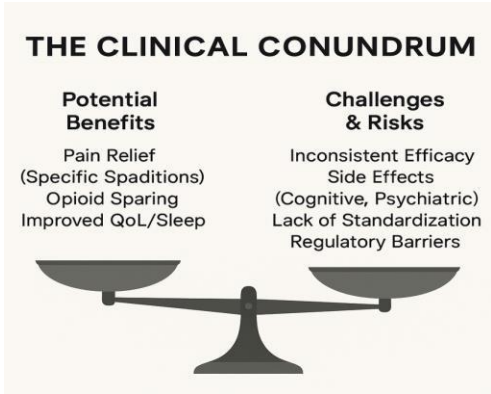 THE CLINICAL CONUNDRUM
Potential
Benefits
Pain Relief
(Specific Spaditions)
Opioid Sparing
Improved QoL/Sleep
Challenges
& Risks
Inconsistent Efficacy
Side Effects
(Cognitive, Psychiatric)
Lack of Standardization
Regulatory Barriers